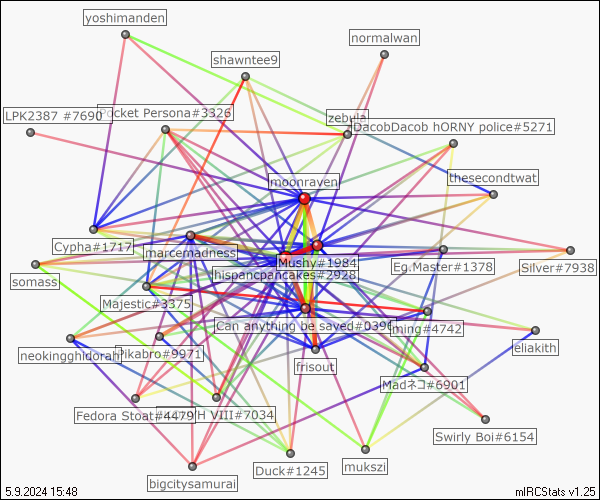 yoshimanden
normalwan
shawntee9
LPK2387 #7690
Pocket Persona#3326
zebula
DacobDacob hORNY police#5271
moonraven
thesecondtwat
Cypha#1717
marcemadness
Mushy#1984
Eg.Master#1378
Silver#7938
somass
hispancpancakes#2928
Majestic#3375
Can anything be saved#039
ming#4742
eliakith
neokingghidorah
Pikabro#9971
frisout
Madネコ#6901
Fedora Stoat#4479
H VIII#7034
Swirly Boi#6154
bigcitysamurai
Duck#1245
mukszi
5.9.2024 15:48
mIRCStats v1.25